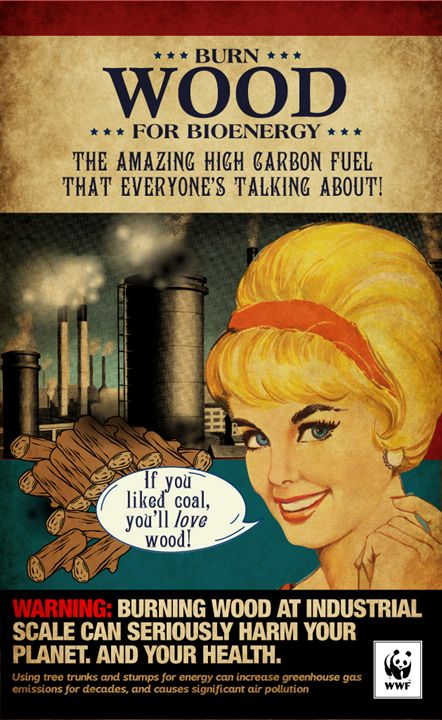 BURN
WOOD
FOR BIOENERGY
THE AMAZING HIGH CARBON FUEL
THAT EVERYONE'S TALKING ABOUT!
If you
liked coal,
you'll love
wood!
WARNING: BURNING WOOD AT INDUSTRIAL
SCALE CAN SERIOUSLY HARM YOUR
PLANET. AND YOUR HEALTH.
Using tree trunks and stumps for energy can increase greenhouse gas
emissions for decades, and causes significant air pollution
WWF